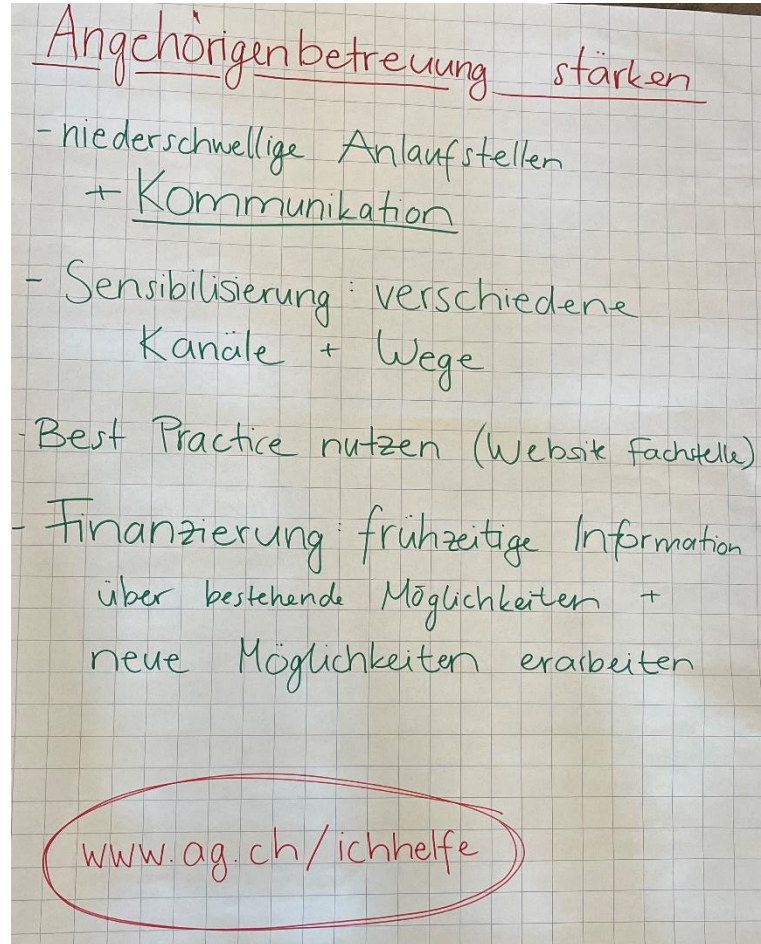 Angehörigenbetreuung stärken
- niederschwellige Anlaufstellen
+ Kommunikation
- Sensibilisierung: verschiedene
Kanäle + Wege
- Best Practice nutzen (Website Fachstelle)
- Finanzierung: frühzeitige Information
über bestehende Möglichkeiten +
neue Möglichkeiten erarbeiten
www.ag.ch/ichhelfe